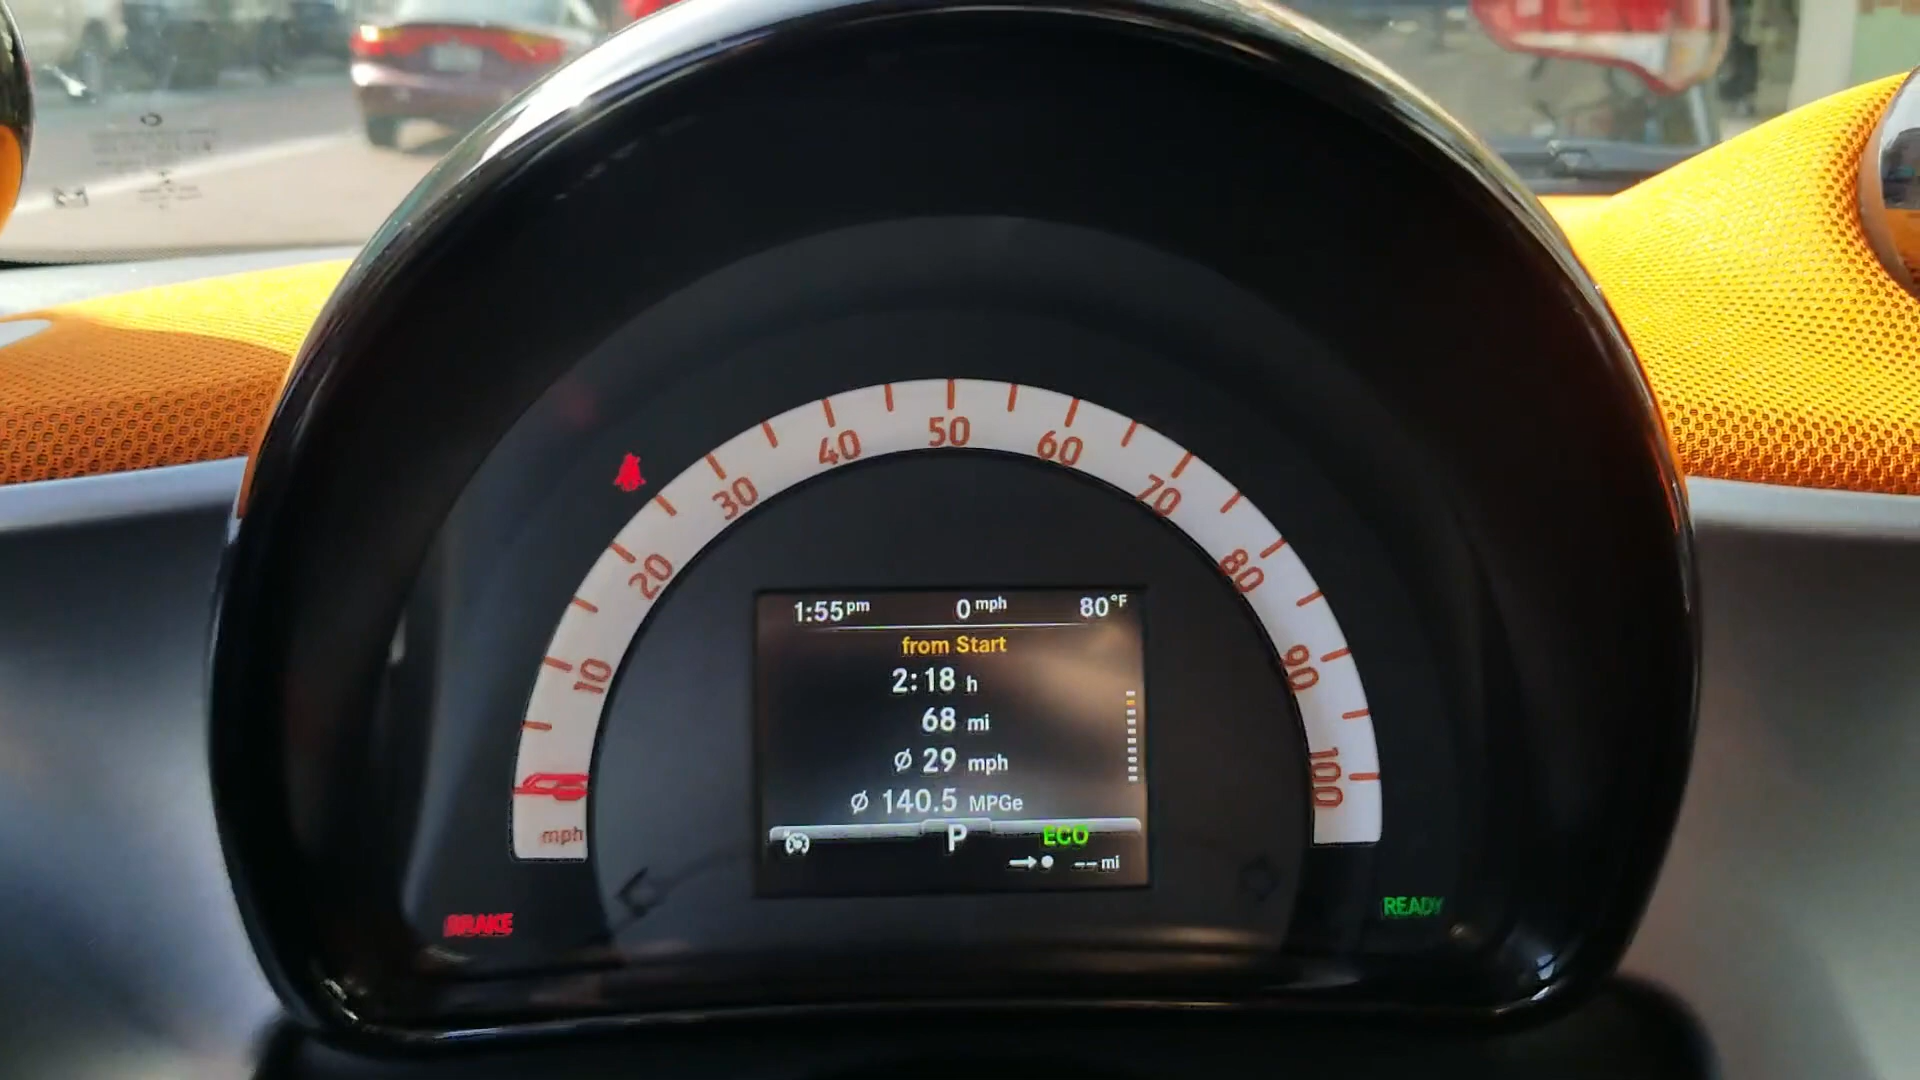 10
20
30
40
50
60
70
80
90
100
mph
1:55pm 0 mph 80°F
from Start
2:18 h
68 mi
Ø 29 mph
Ø 140.5 MPGe
P ECO
--mi
BRAKE
READY